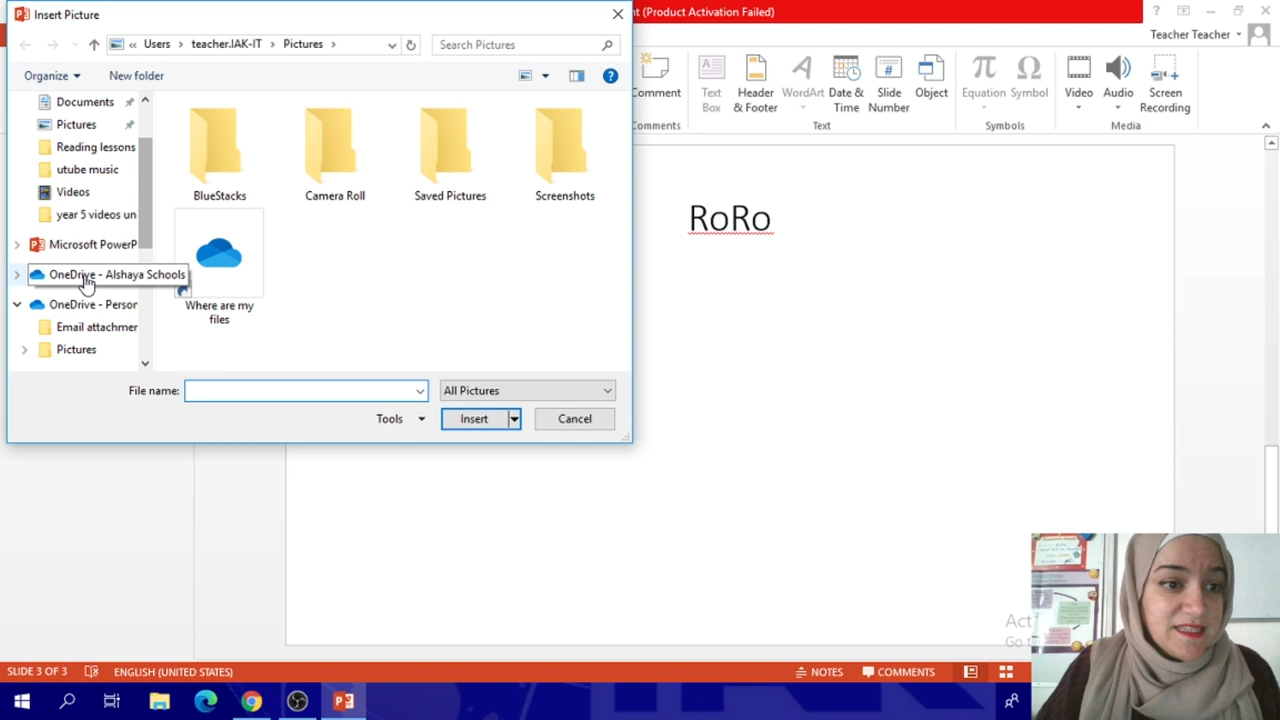 Insert Picture
nt (Product Activation Failed)
« Users teacher.IAK-IT Pictures
Search Pictures
Teacher Teacher
Organize
New folder
Documents
Pictures
Reading lessons
utube music
Videos
year 5 videos un
Microsoft PowerP
OneDrive - Alshaya Schools
OneDrive - Person
Email attachmer
Pictures
BlueStacks
Camera Roll
Saved Pictures
Screenshots
Where are my
files
File name:
All Pictures
Tools
Insert
Cancel
Comment
Text
Box
Header
& Footer
WordArt
Date &
Time
Slide
Number
Object
Equation
Symbol
Video
Audio
Screen
Recording
Comments
Text
Symbols
Media
RoRo
Act
Go t
SLIDE 3 OF 3
ENGLISH (UNITED STATES)
NOTES
COMMENTS